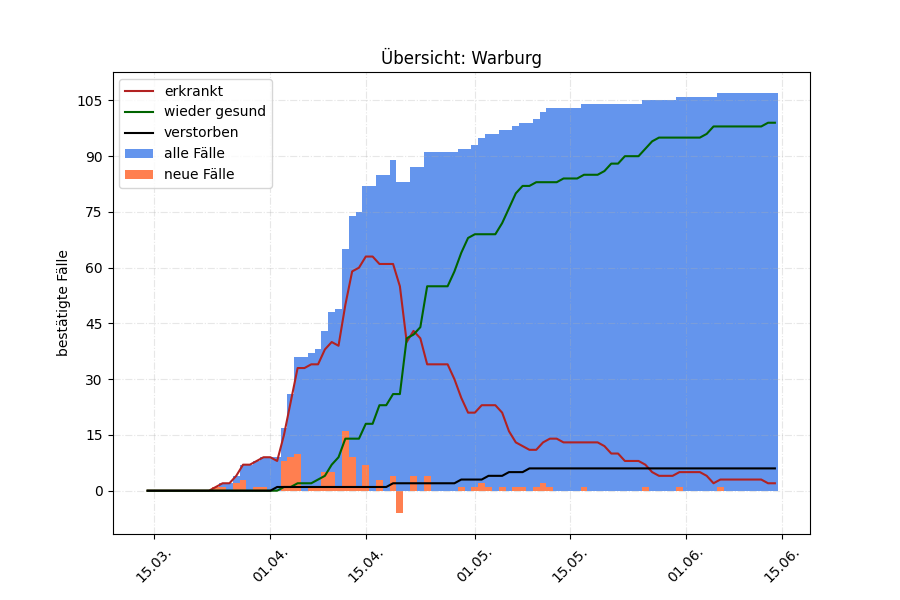 Übersicht: Warburg
erkrankt
wieder gesund
verstorben
alle Fälle
neue Fälle
bestätigte Fälle
105
90
75
60
45
30
15
0
15.03.
01.04.
15.04.
01.05.
15.05.
01.06.
15.06.